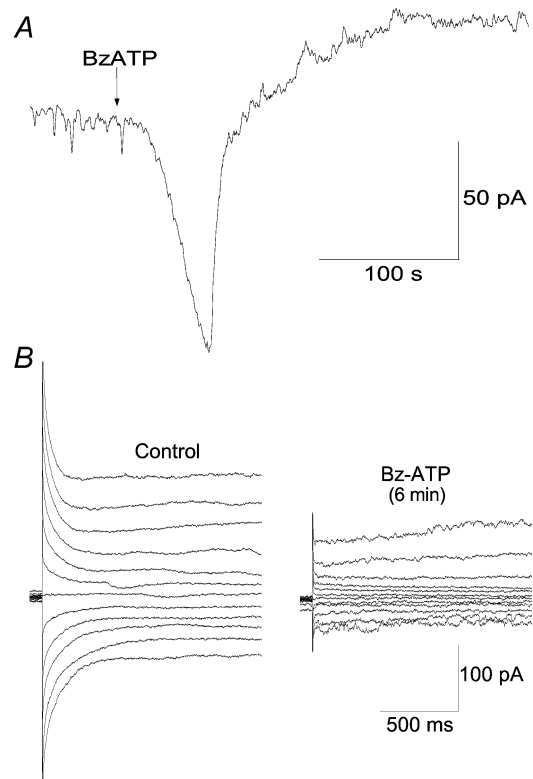 A
BzATP
50 pA
100 s
B
Control
Bz-ATP
(6 min)
100 pA
500 ms